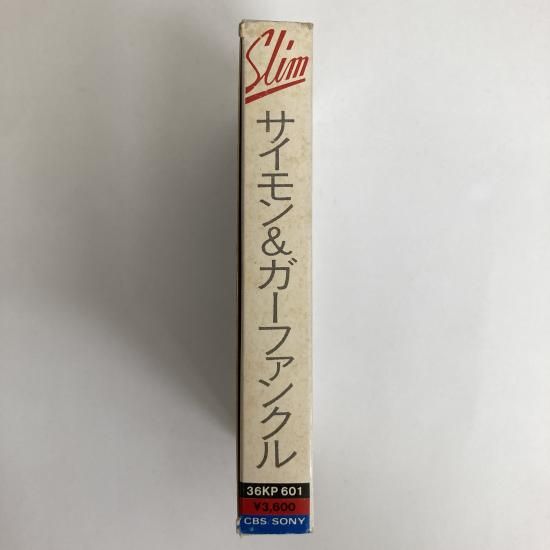 Slim
サイモン&ガーファンクル
36KP 601
¥3,600
CBS SONY